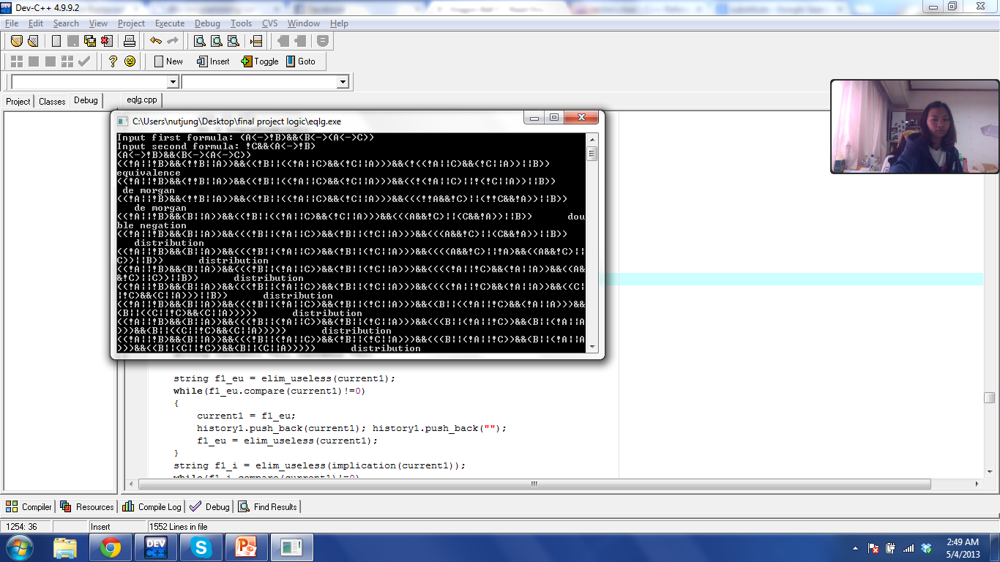 Dev-C++ 4.9.9.2
File Edit Search View Project Execute Debug Tools CVS Window Help
New Insert Toggle Goto
Project Classes Debug eqlg.cpp
C:\Users\nutjung\Desktop\final project logic\eqlg.exe
Input first formula: (A<->!B)&&(B<->(A<->C))
Input second formula: !C&&(A<->!B)
(A<->!B)&&(B<->(A<->C))
((!A||!B)&&(!!B||A))&&((!B||((!A||C)&&(!C||A)))&&(!((!A||C)&&(!C||A))||B))
equivalence
((!A||!B)&&(!!B||A))&&((!B||((!A||C)&&(!C||A)))&&((!(!A||C)||!(!C||A))||B))
de morgan
((!A||!B)&&(!!B||A))&&((!B||((!A||C)&&(!C||A)))&&(((!!A&&!C)||(!!C&&!A))||B))
de morgan
((!A||!B)&&(B||A))&&((!B||((!A||C)&&(!C||A)))&&(((A&&!C)||(C&&!A))||B)) dou
ble negation
((!A||!B)&&(B||A))&&(((!B||(!A||C))&&(!B||(!C||A)))&&(((A&&!C)||(C&&!A))||B))
distribution
((!A||!B)&&(B||A))&&(((!B||(!A||C))&&(!B||(!C||A)))&&((((A&&!C)||!A)&&((A&&!C)||
C))||B)) distribution
((!A||!B)&&(B||A))&&(((!B||(!A||C))&&(!B||(!C||A)))&&((((!A||!C)&&(!A||A))&&((A&
&!C)||C))||B)) distribution
((!A||!B)&&(B||A))&&(((!B||(!A||C))&&(!B||(!C||A)))&&((((!A||!C)&&(!A||A))&&((C|
|!C)&&(C||A)))||B)) distribution
((!A||!B)&&(B||A))&&(((!B||(!A||C))&&(!B||(!C||A)))&&((B||((!A||!C)&&(!A||A)))&&
(B||((C||!C)&&(C||A))))) distribution
((!A||!B)&&(B||A))&&(((!B||(!A||C))&&(!B||(!C||A)))&&(((B||(!A||!C))&&(B||(!A||A
)))&&(B||((C||!C)&&(C||A))))) distribution
((!A||!B)&&(B||A))&&(((!B||(!A||C))&&(!B||(!C||A)))&&(((B||(!A||!C))&&(B||(!A||A
)))&&((B||(C||!C))&&(B||(C||A))))) distribution
string f1_eu = elim_useless(current1);
while(f1_eu.compare(current1)!=0)
{
current1 = f1_eu;
history1.push_back(current1); history1.push_back("");
f1_eu = elim_useless(current1);
}
string f1_i = elim_useless(implication(current1));
while(f1_i.compare(current1)!=0)
Compiler Resources Compile Log Debug Find Results
1254: 36 Insert 1552 Lines in file
2:49 AM
5/4/2013